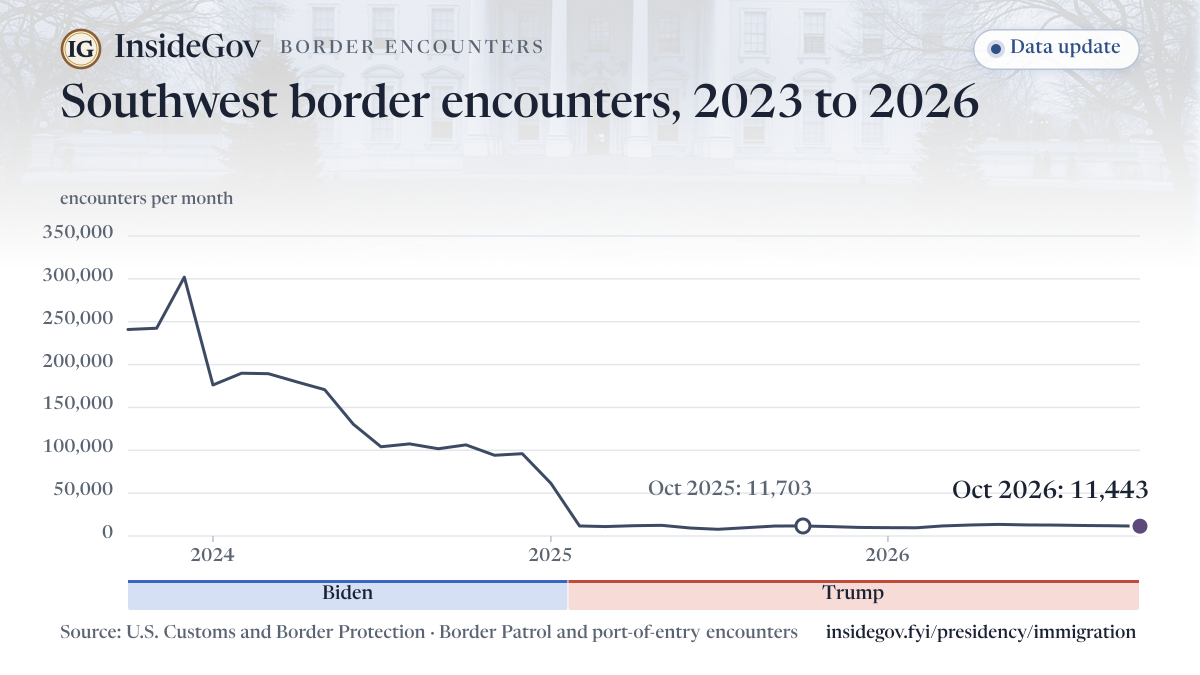 IG InsideGov BORDER ENCOUNTERS Data update
Southwest border encounters, 2023 to 2026
encounters per month
350,000
300,000
250,000
200,000
150,000
100,000
50,000
0
Oct 2025: 11,703
Oct 2026: 11,443
2024 2025 2026
Biden Trump
Source: U.S. Customs and Border Protection · Border Patrol and port-of-entry encounters insidegov.fyi/presidency/immigration